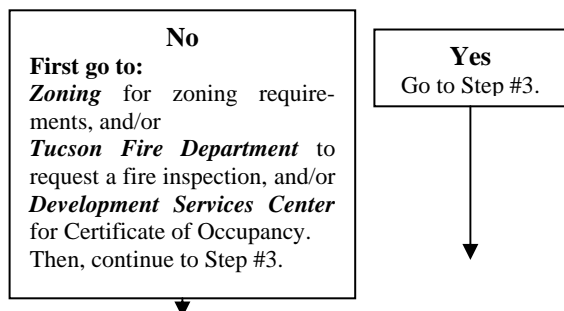 No
First go to:
Zoning for zoning require-
ments, and/or
Tucson Fire Department to
request a fire inspection, and/or
Development Services Center
for Certificate of Occupancy.
Then, continue to Step #3.
Yes
Go to Step #3.